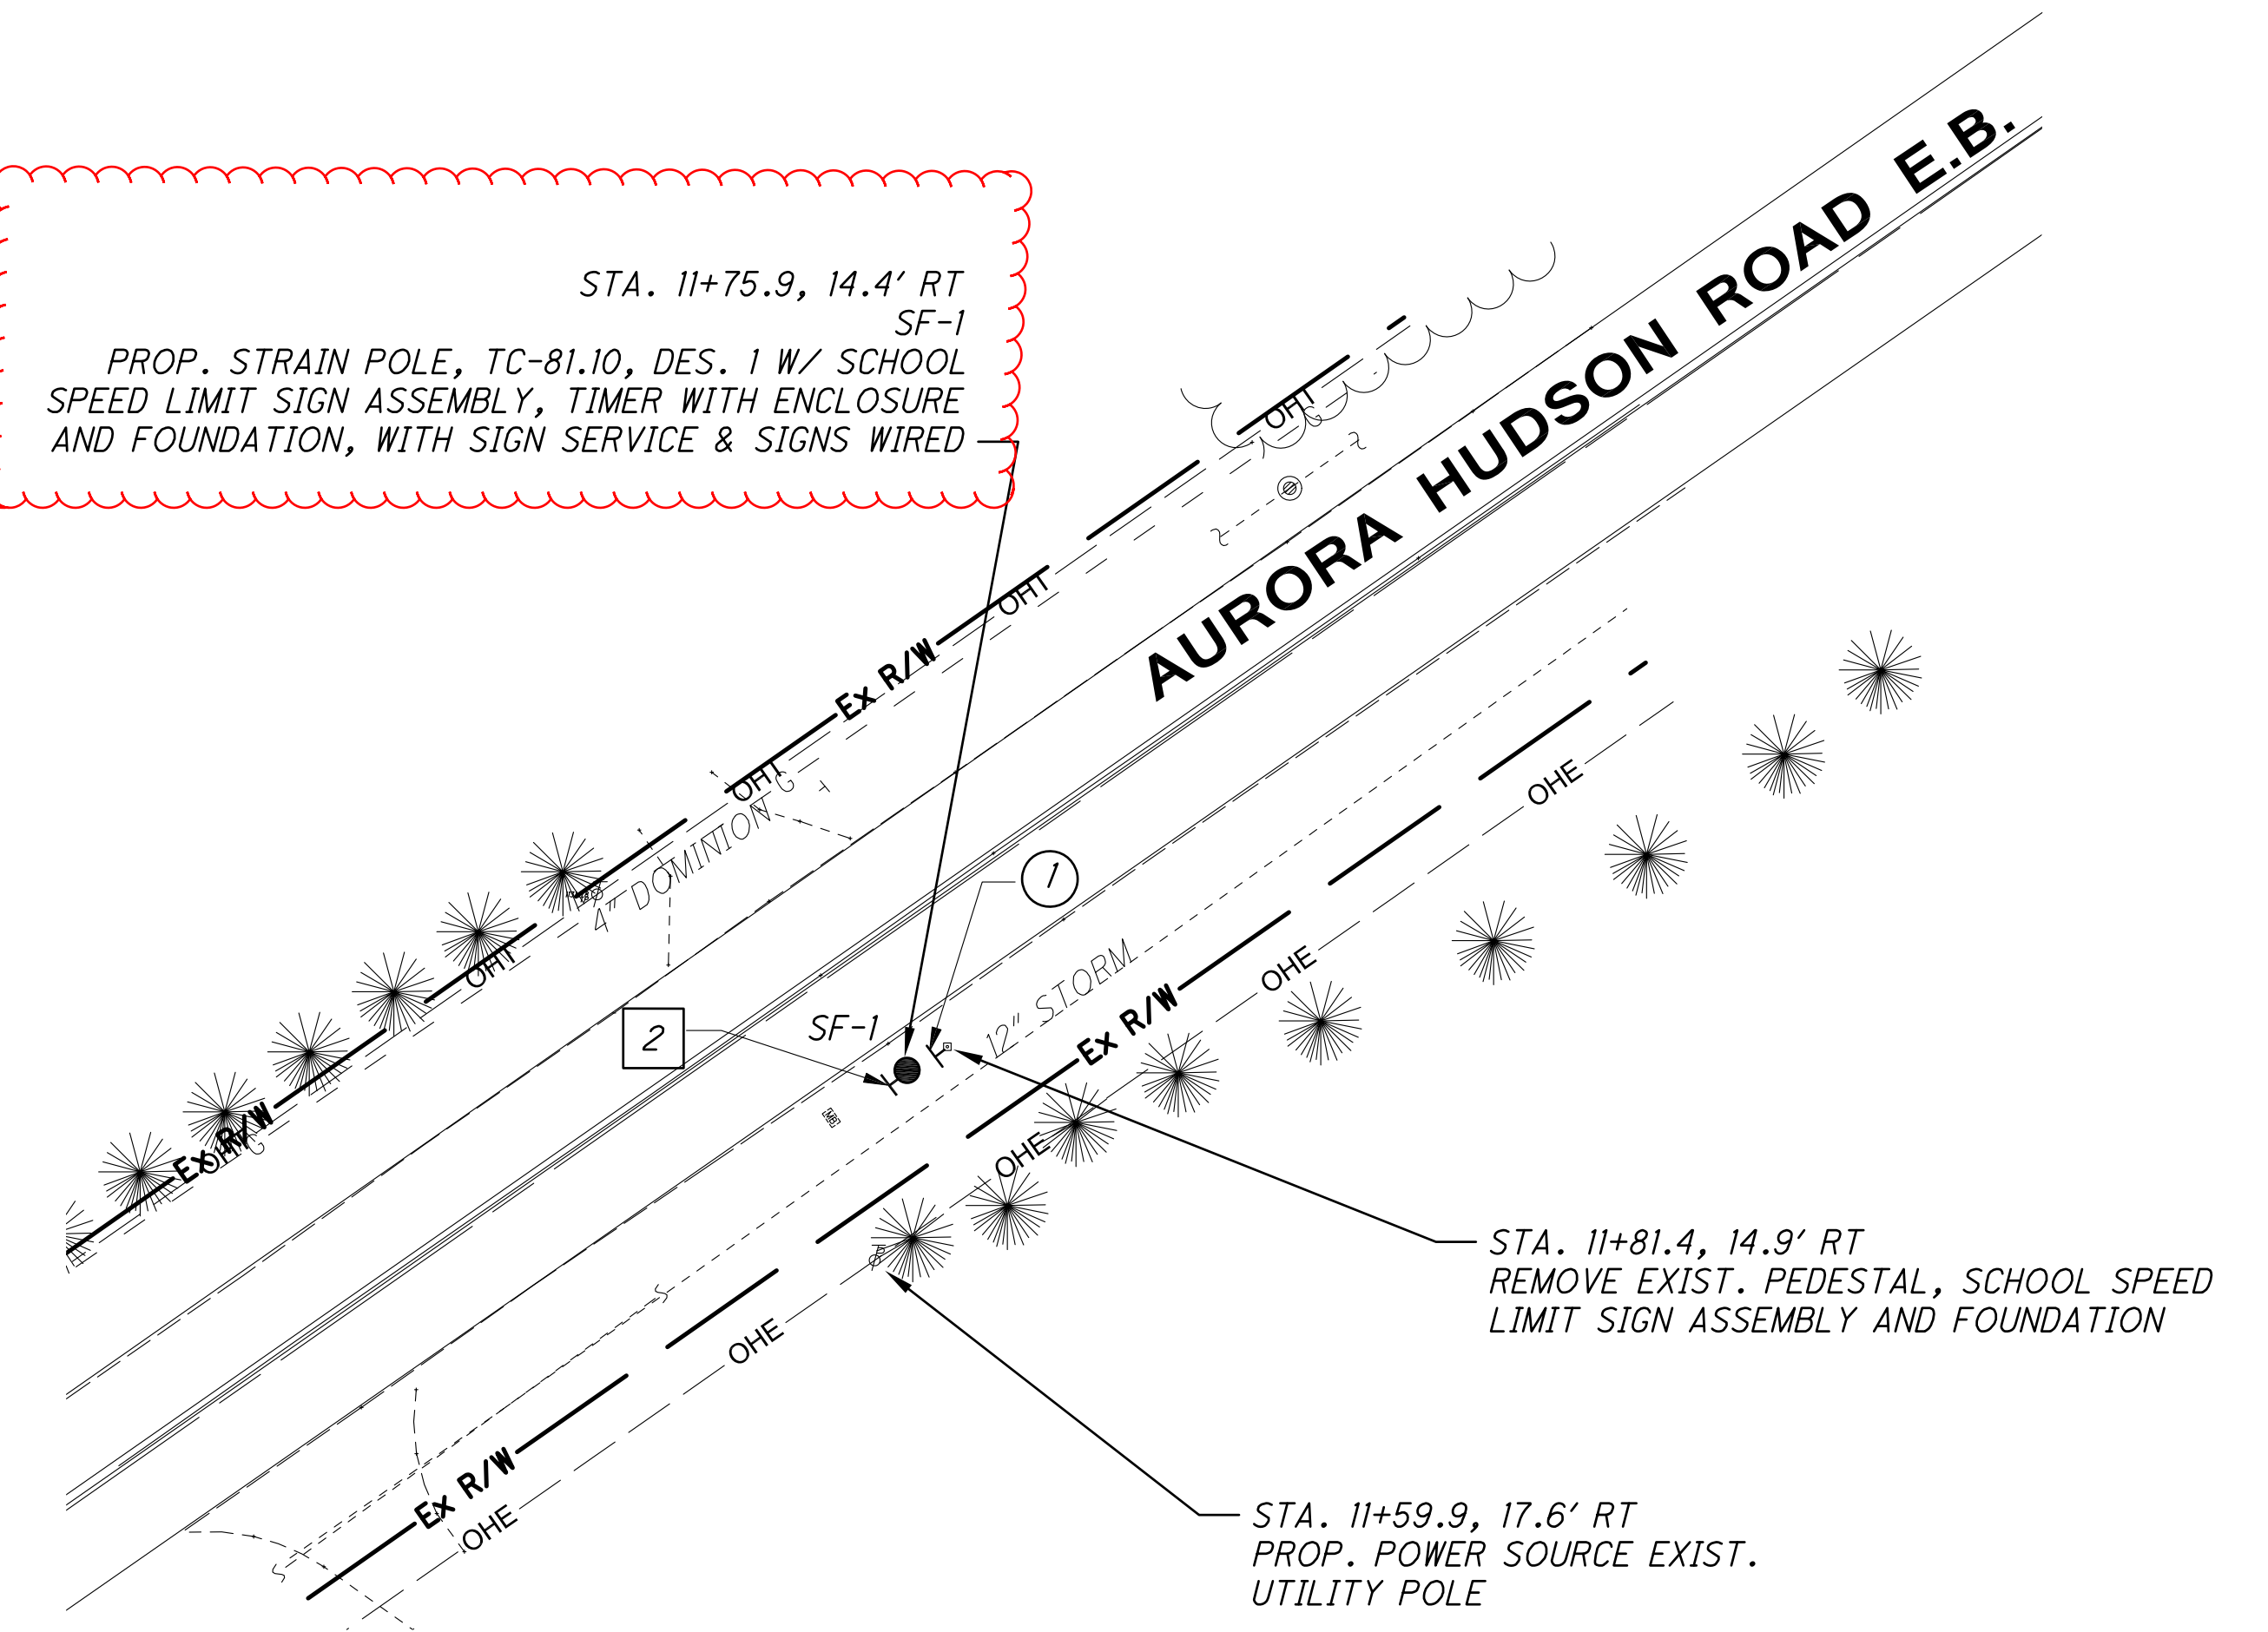 STA. 11+75.9, 14.4' RT
SF-1
PROP. STRAIN POLE, TC-81.10, DES. 1 W/ SCHOOL
SPEED LIMIT SIGN ASSEMBLY, TIMER WITH ENCLOSURE
AND FOUNDATION, WITH SIGN SERVICE & SIGNS WIRED
AURORA HUDSON ROAD E.B.
OHT
G
OHT
Ex R/W
OHT
G
4" DOMINION
OHT
Ex R/W
OHT
G
1
2
SF-1
12" STORM
MB
Ex R/W
OHE
OHE
OHE
OHE
Ex R/W
OHE
STA. 11+81.4, 14.9' RT
REMOVE EXIST. PEDESTAL, SCHOOL SPEED
LIMIT SIGN ASSEMBLY AND FOUNDATION
STA. 11+59.9, 17.6' RT
PROP. POWER SOURCE EXIST.
UTILITY POLE